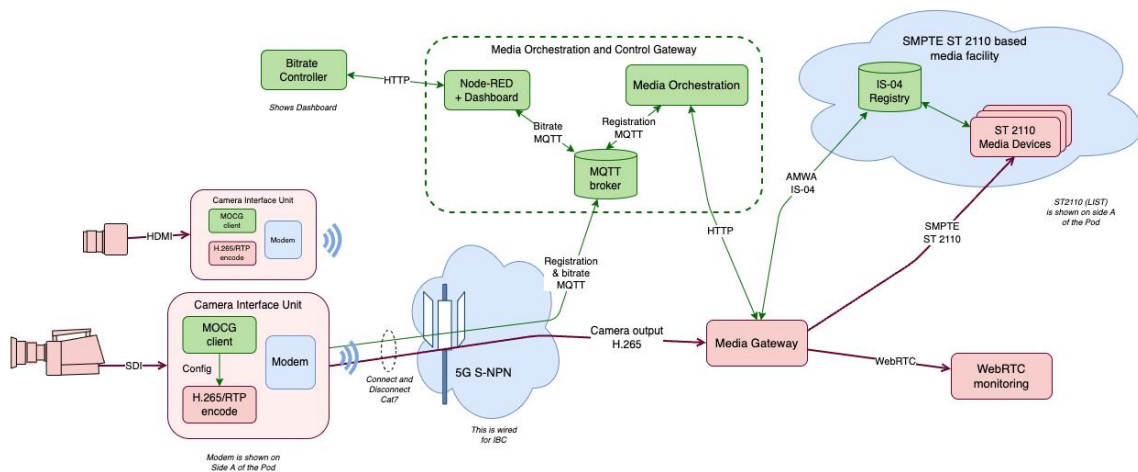 Media Orchestration and Control Gateway
SMPTE ST 2110 based
media facility
Bitrate
Controller
HTTP
Shows Dashboard
Node-RED
+ Dashboard
Media Orchestration
Bitrate
MQTT
Registration
MQTT
MQTT
broker
IS-04
Registry
ST 2110
Media Devices
AMWA
IS-04
ST2110 (LIST)
is shown on side A
of the Pod
HTTP
SMPTE
ST 2110
Camera Interface Unit
MOCG
client
H.265/RTP
encode
Modem
HDMI
Registration
& bitrate
MQTT
Camera Interface Unit
MOCG
client
Config
H.265/RTP
encode
Modem
SDI
Connect and
Disconnect
Cat7
5G S-NPN
Camera output
H.265
Media Gateway
WebRTC
WebRTC
monitoring
This is wired
for IBC
Modem is shown on
Side A of the Pod